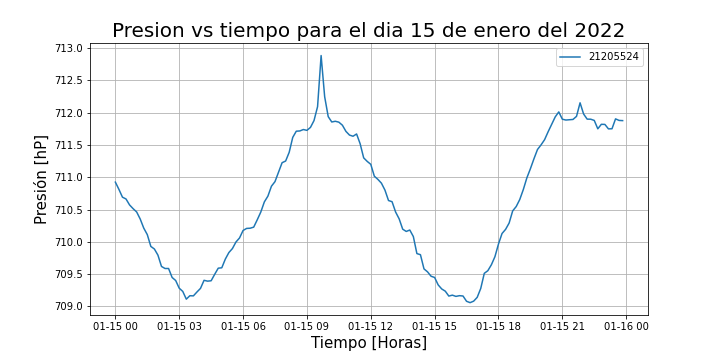 Presion vs tiempo para el dia 15 de enero del 2022
21205524
Presión [hP]
713.0
712.5
712.0
711.5
711.0
710.5
710.0
709.5
709.0
01-15 00 01-15 03 01-15 06 01-15 09 01-15 12 01-15 15 01-15 18 01-15 21 01-16 00
Tiempo [Horas]